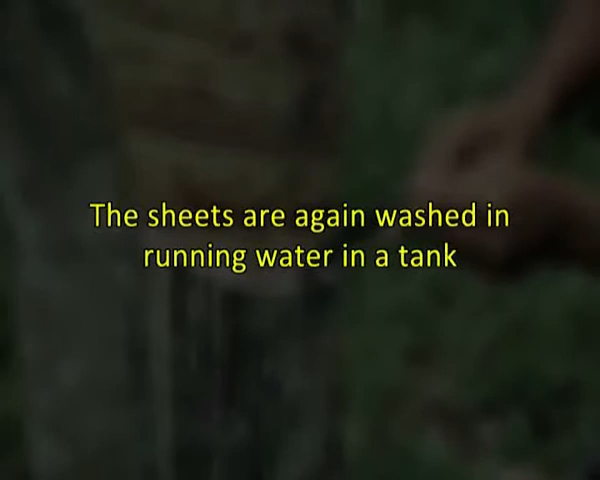 The sheets are again washed in
running water in a tank